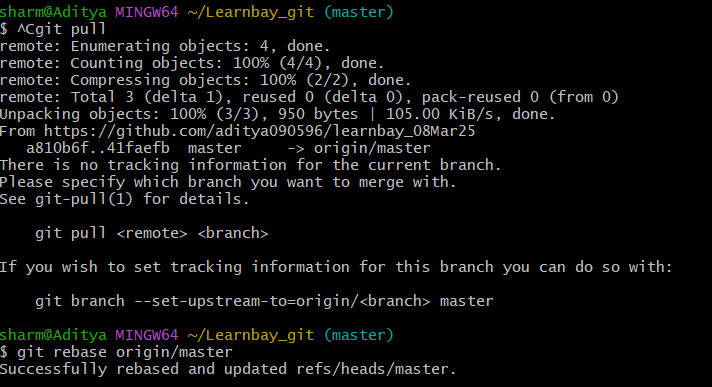 sharm@Aditya MINGW64 ~/Learnbay_git (master)
$ ^Cgit pull
remote: Enumerating objects: 4, done.
remote: Counting objects: 100% (4/4), done.
remote: Compressing objects: 100% (2/2), done.
remote: Total 3 (delta 1), reused 0 (delta 0), pack-reused 0 (from 0)
Unpacking objects: 100% (3/3), 950 bytes | 105.00 KiB/s, done.
From https://github.com/aditya090596/learnbay_08Mar25
   a810b6f..41faefb  master     -> origin/master
There is no tracking information for the current branch.
Please specify which branch you want to merge with.
See git-pull(1) for details.

    git pull <remote> <branch>

If you wish to set tracking information for this branch you can do so with:

    git branch --set-upstream-to=origin/<branch> master

sharm@Aditya MINGW64 ~/Learnbay_git (master)
$ git rebase origin/master
Successfully rebased and updated refs/heads/master.